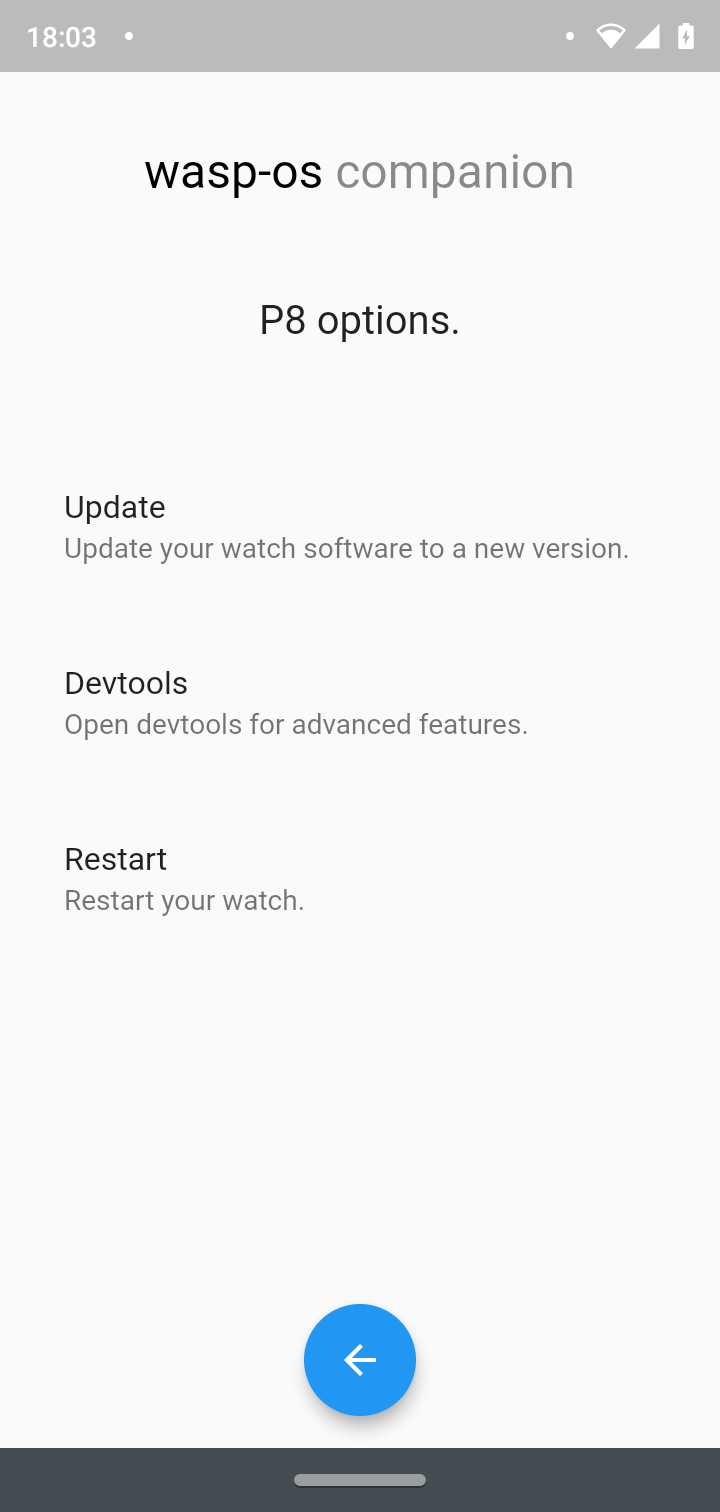 18:03
wasp-os companion
P8 options.
Update
Update your watch software to a new version.
Devtools
Open devtools for advanced features.
Restart
Restart your watch.